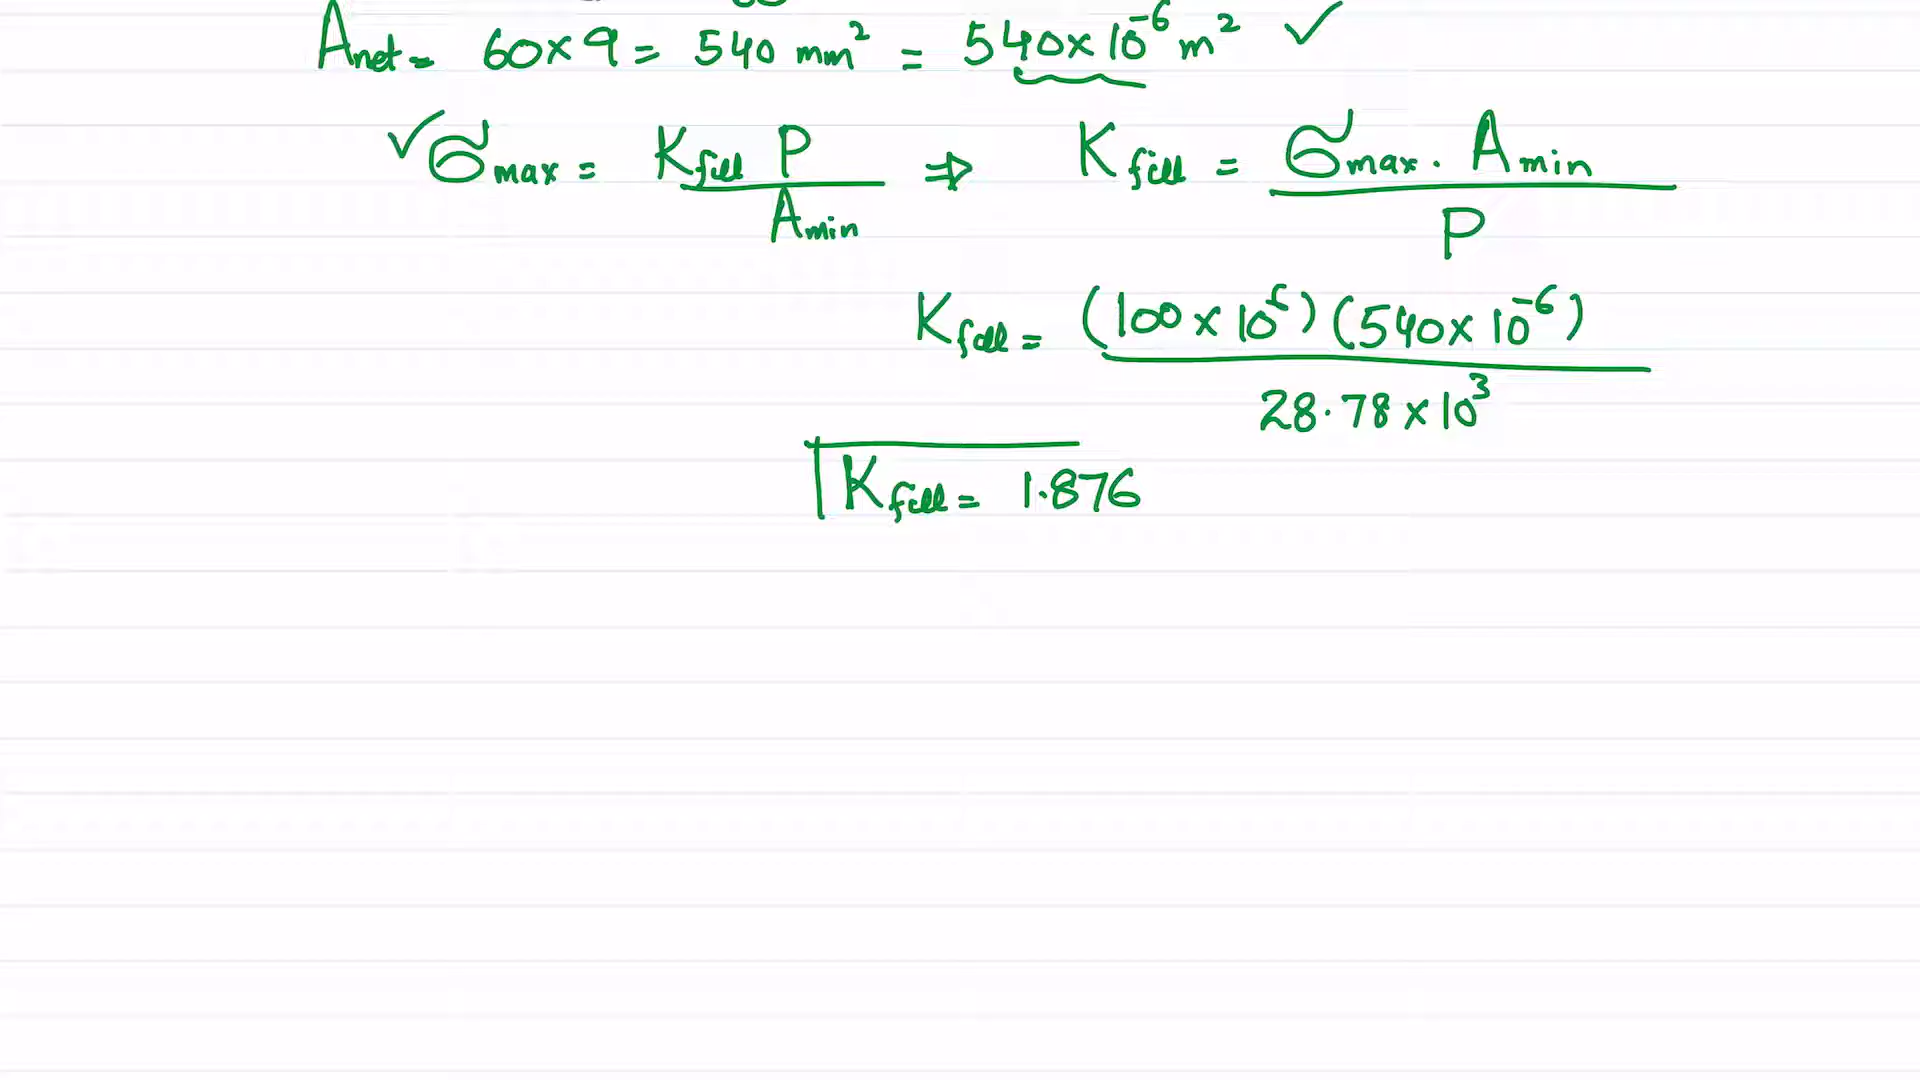 Anet = 60 x 9 = 540 mm² = 540 x 10⁻⁶ m² ✓
✓ σmax = Kfill P / Amin ⇒ Kfill = σmax . Amin / P
Kfill = (100 x 10⁶) (540 x 10⁻⁶) / 28.78 x 10³
Kfill = 1.876